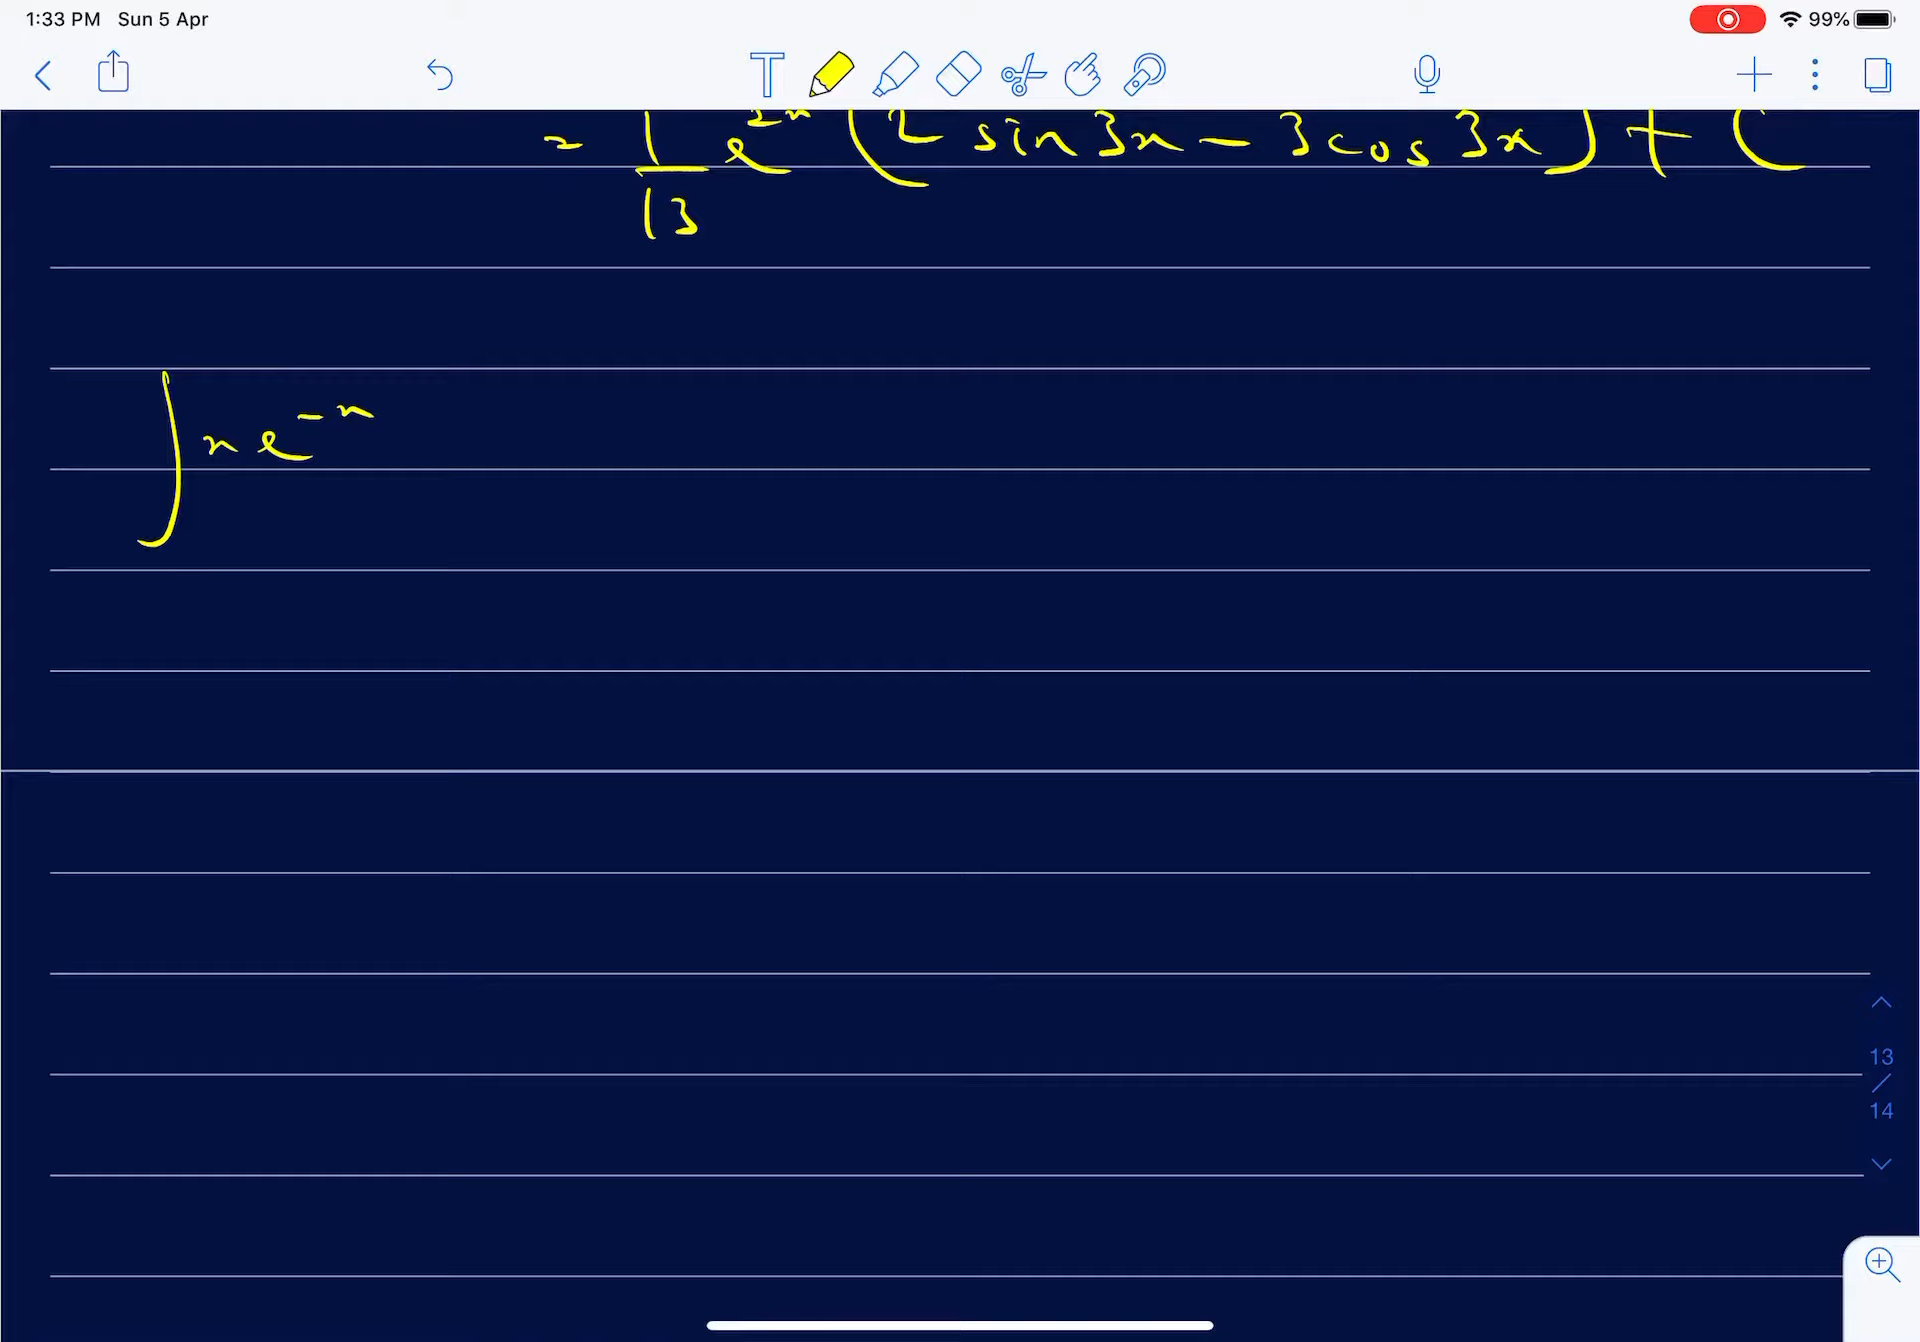 1:33 PM Sun 5 Apr 99%
T
= 1/13 e^2x (2 sin 3x - 3 cos 3x) + C
∫ x e^-x
13
/
14